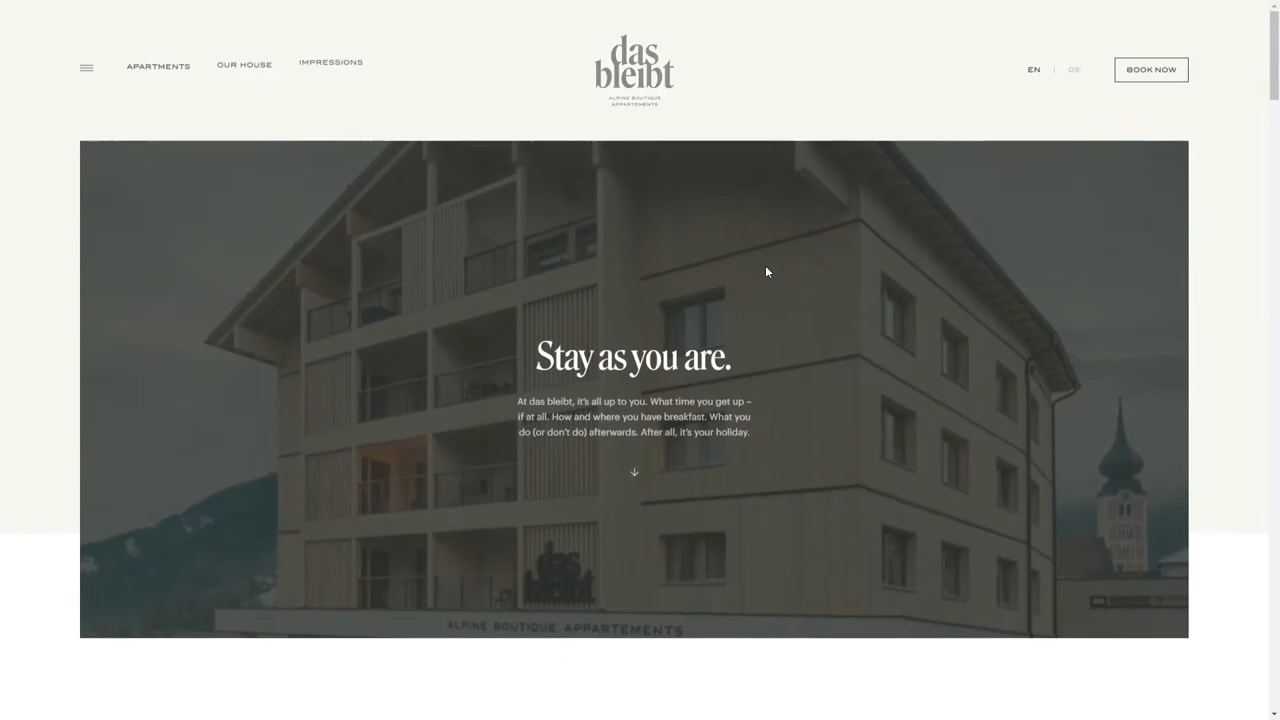 APARTMENTS
OUR HOUSE
IMPRESSIONS
das
bleibt
ALPINE BOUTIQUE
APPARTEMENTS
EN | DE
BOOK NOW
Stay as you are.
At das bleibt, it's all up to you. What time you get up –
if at all. How and where you have breakfast. What you
do (or don't do) afterwards. After all, it's your holiday.
ALPINE BOUTIQUE APPARTEMENTS